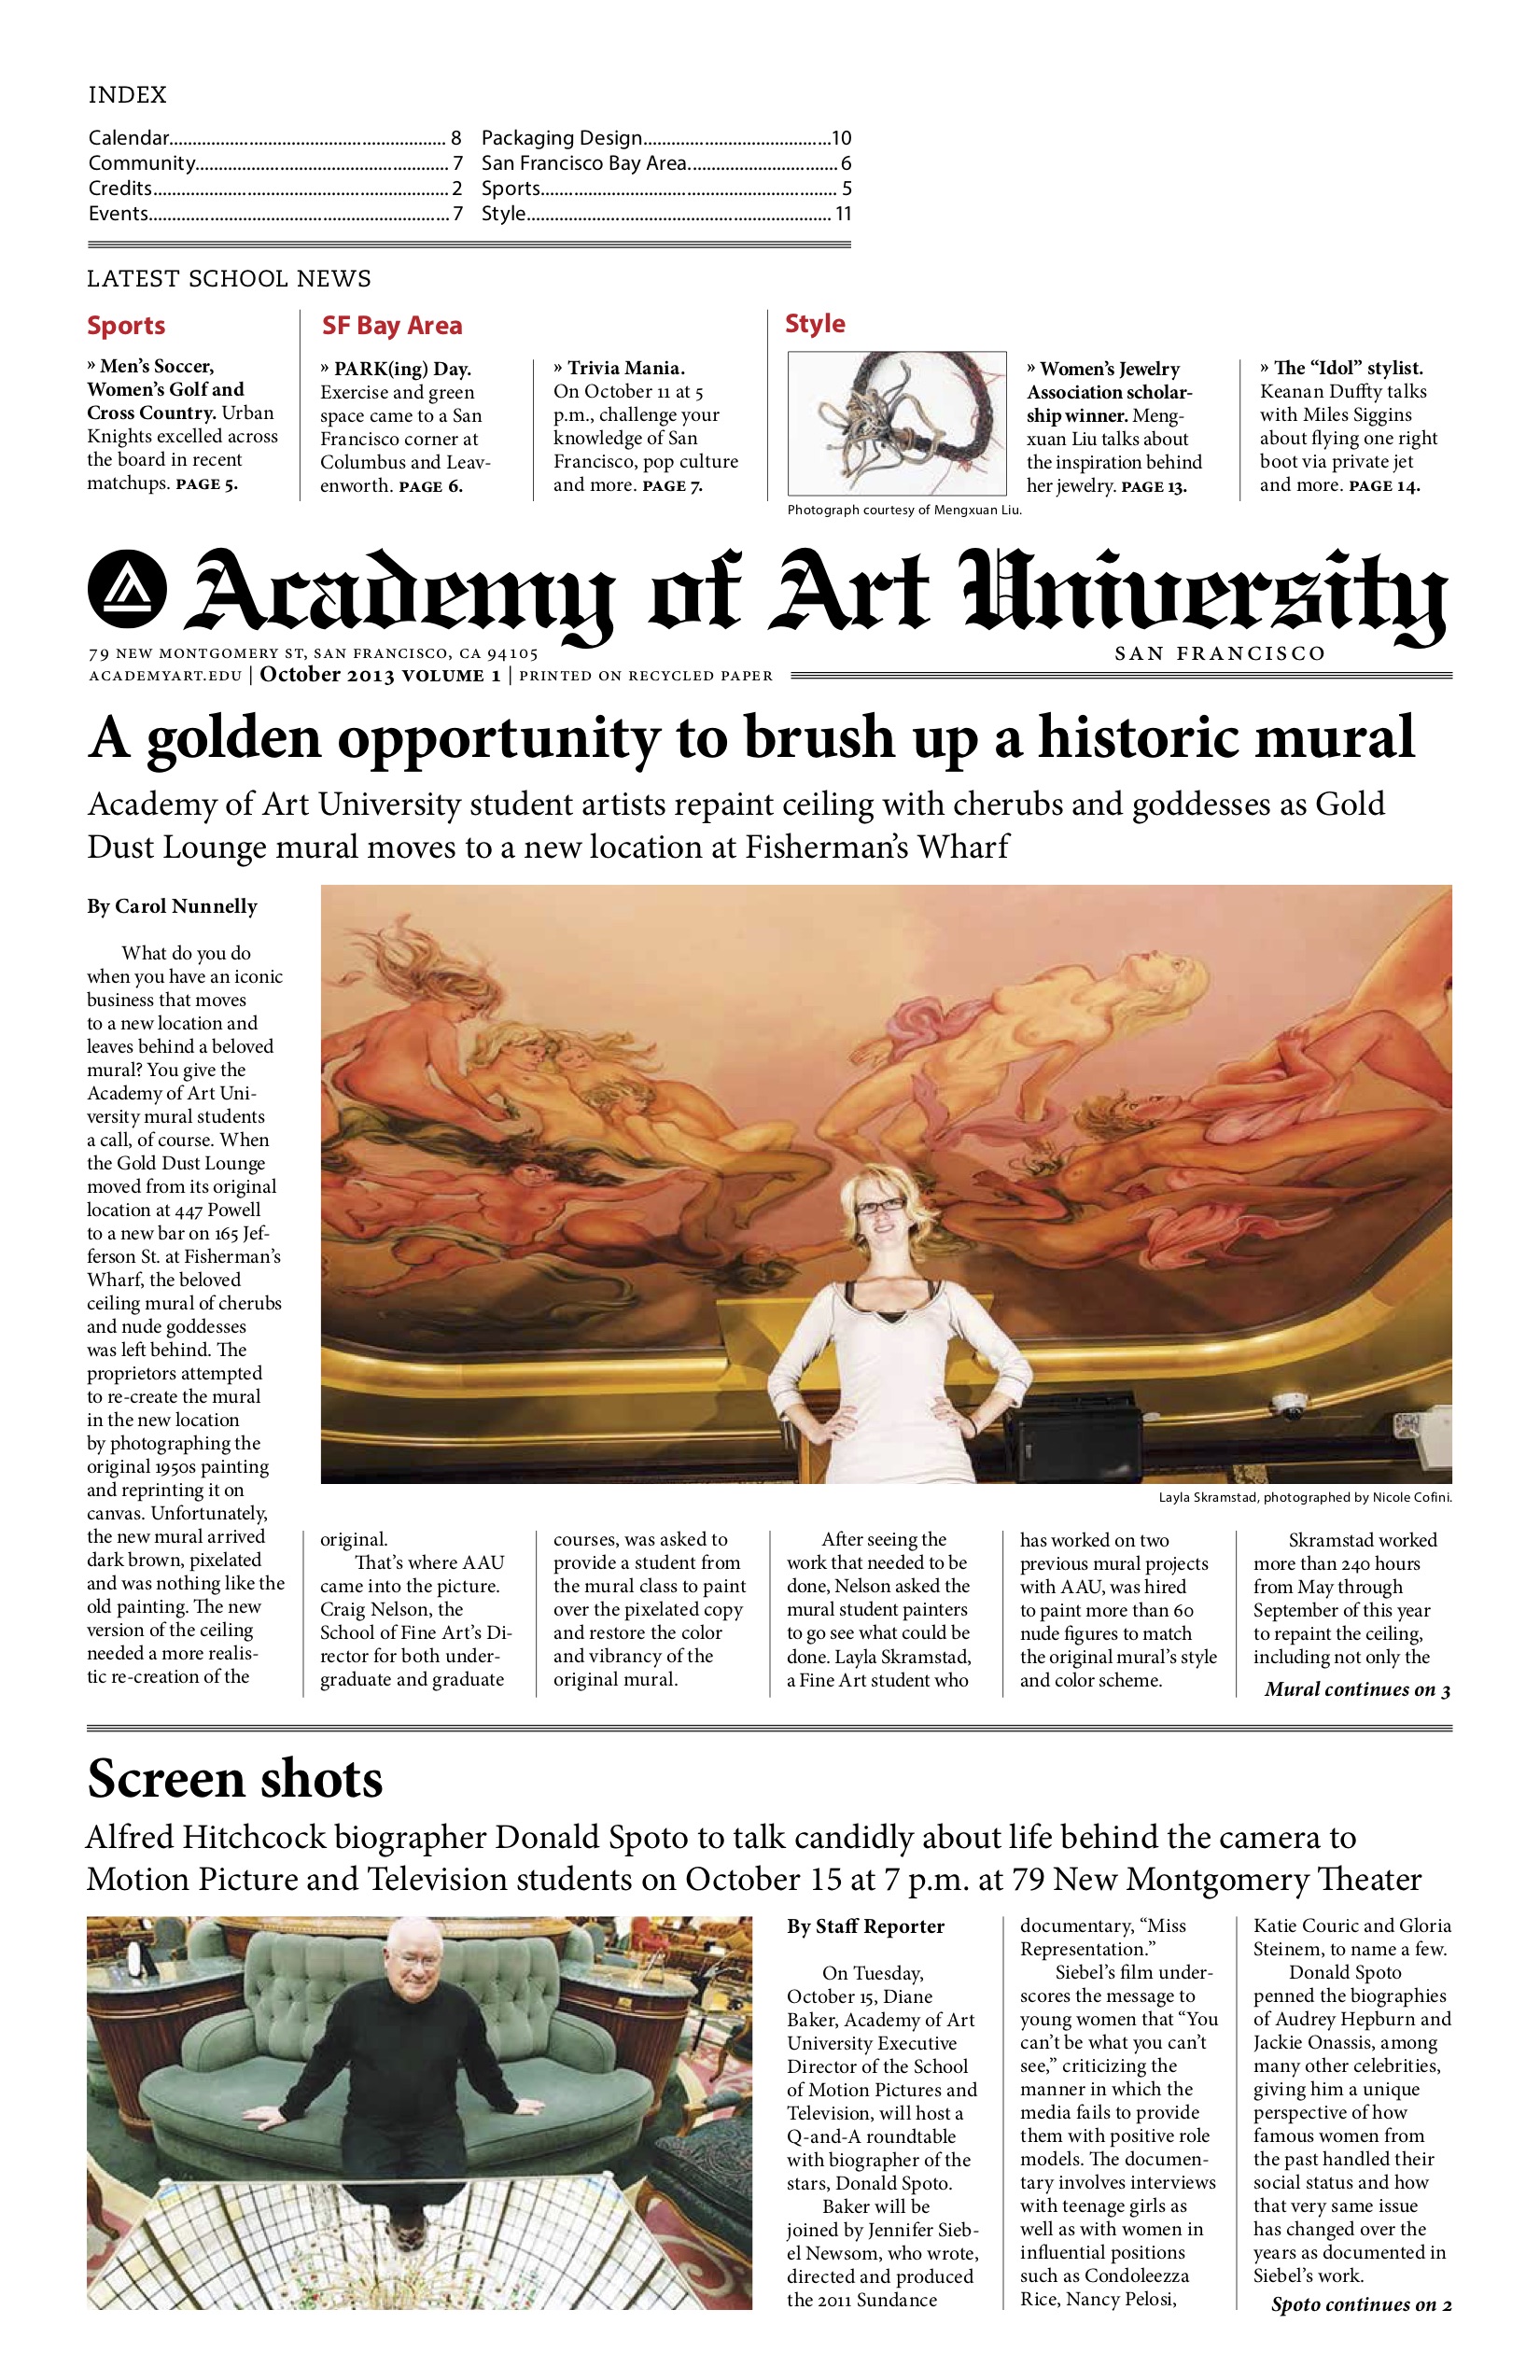 INDEX
Calendar........................................................... 8
Community...................................................... 7
Credits............................................................... 2
Events................................................................ 7
Packaging Design........................................10
San Francisco Bay Area................................ 6
Sports............................................................... 5
Style................................................................. 11
LATEST SCHOOL NEWS
Sports
» Men’s Soccer,
Women’s Golf and
Cross Country. Urban
Knights excelled across
the board in recent
matchups. PAGE 5.
SF Bay Area
» PARK(ing) Day.
Exercise and green
space came to a San
Francisco corner at
Columbus and Leav-
enworth. PAGE 6.
» Trivia Mania.
On October 11 at 5
p.m., challenge your
knowledge of San
Francisco, pop culture
and more. PAGE 7.
Style
Photograph courtesy of Mengxuan Liu.
» Women’s Jewelry
Association scholar-
ship winner. Meng-
xuan Liu talks about
the inspiration behind
her jewelry. PAGE 13.
» The “Idol” stylist.
Keanan Duffty talks
with Miles Siggins
about flying one right
boot via private jet
and more. PAGE 14.
Academy of Art University
79 NEW MONTGOMERY ST, SAN FRANCISCO, CA 94105
SAN FRANCISCO
ACADEMYART.EDU | October 2013 VOLUME 1 | PRINTED ON RECYCLED PAPER
A golden opportunity to brush up a historic mural
Academy of Art University student artists repaint ceiling with cherubs and goddesses as Gold
Dust Lounge mural moves to a new location at Fisherman’s Wharf
By Carol Nunnelly
What do you do
when you have an iconic
business that moves
to a new location and
leaves behind a beloved
mural? You give the
Academy of Art Uni-
versity mural students
a call, of course. When
the Gold Dust Lounge
moved from its original
location at 447 Powell
to a new bar on 165 Jef-
ferson St. at Fisherman’s
Wharf, the beloved
ceiling mural of cherubs
and nude goddesses
was left behind. The
proprietors attempted
to re-create the mural
in the new location
by photographing the
original 1950s painting
and reprinting it on
canvas. Unfortunately,
the new mural arrived
dark brown, pixelated
and was nothing like the
old painting. The new
version of the ceiling
needed a more realis-
tic re-creation of the
Layla Skramstad, photographed by Nicole Cofini.
original.
That’s where AAU
came into the picture.
Craig Nelson, the
School of Fine Art’s Di-
rector for both under-
graduate and graduate
courses, was asked to
provide a student from
the mural class to paint
over the pixelated copy
and restore the color
and vibrancy of the
original mural.
After seeing the
work that needed to be
done, Nelson asked the
mural student painters
to go see what could be
done. Layla Skramstad,
a Fine Art student who
has worked on two
previous mural projects
with AAU, was hired
to paint more than 60
nude figures to match
the original mural’s style
and color scheme.
Skramstad worked
more than 240 hours
from May through
September of this year
to repaint the ceiling,
including not only the
Mural continues on 3
Screen shots
Alfred Hitchcock biographer Donald Spoto to talk candidly about life behind the camera to
Motion Picture and Television students on October 15 at 7 p.m. at 79 New Montgomery Theater
By Staff Reporter
On Tuesday,
October 15, Diane
Baker, Academy of Art
University Executive
Director of the School
of Motion Pictures and
Television, will host a
Q-and-A roundtable
with biographer of the
stars, Donald Spoto.
Baker will be
joined by Jennifer Sieb-
el Newsom, who wrote,
directed and produced
the 2011 Sundance
documentary, “Miss
Representation.”
Siebel’s film under-
scores the message to
young women that “You
can’t be what you can’t
see,” criticizing the
manner in which the
media fails to provide
them with positive role
models. The documen-
tary involves interviews
with teenage girls as
well as with women in
influential positions
such as Condoleezza
Rice, Nancy Pelosi,
Katie Couric and Gloria
Steinem, to name a few.
Donald Spoto
penned the biographies
of Audrey Hepburn and
Jackie Onassis, among
many other celebrities,
giving him a unique
perspective of how
famous women from
the past handled their
social status and how
that very same issue
has changed over the
years as documented in
Siebel’s work.
Spoto continues on 2